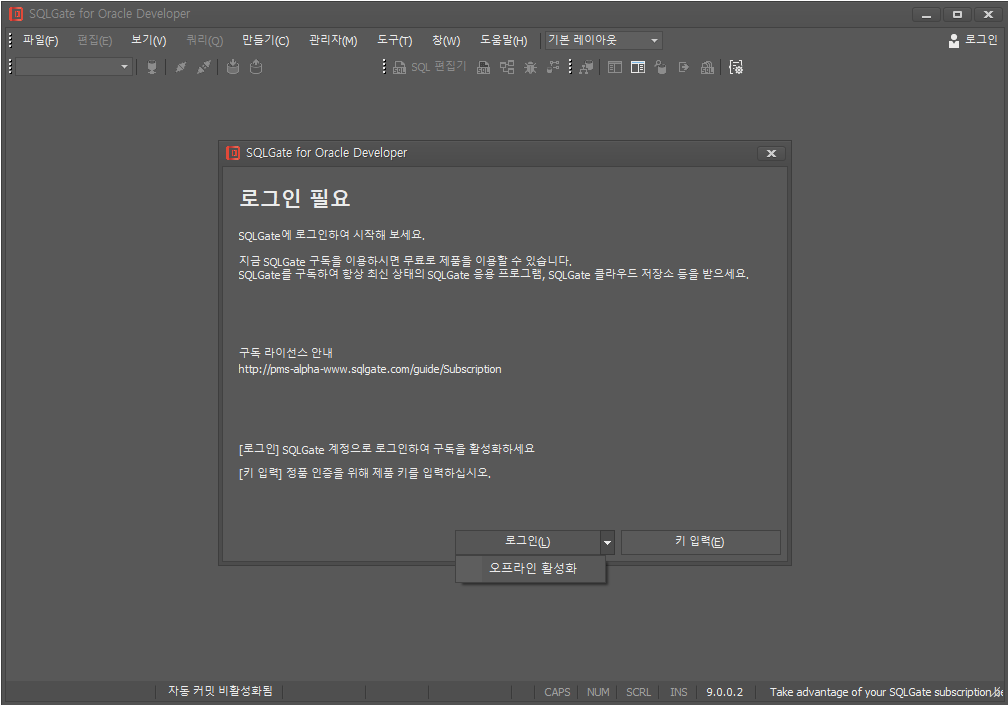 SQLGate for Oracle Developer
파일(F) 편집(E) 보기(V) 쿼리(Q) 만들기(C) 관리자(M) 도구(T) 창(W) 도움말(H) 기본 레이아웃 로그인
SQL 편집기
SQLGate for Oracle Developer
로그인 필요
SQLGate에 로그인하여 시작해 보세요.
지금 SQLGate 구독을 이용하시면 무료로 제품을 이용할 수 있습니다.
SQLGate를 구독하여 항상 최신 상태의 SQLGate 응용 프로그램, SQLGate 클라우드 저장소 등을 받으세요.
구독 라이선스 안내
http://pms-alpha-www.sqlgate.com/guide/Subscription
[로그인] SQLGate 계정으로 로그인하여 구독을 활성화하세요
[키 입력] 정품 인증을 위해 제품 키를 입력하십시오.
로그인(L) 키 입력(E)
오프라인 활성화
자동 커밋 비활성화됨 CAPS NUM SCRL INS 9.0.0.2 Take advantage of your SQLGate subscription